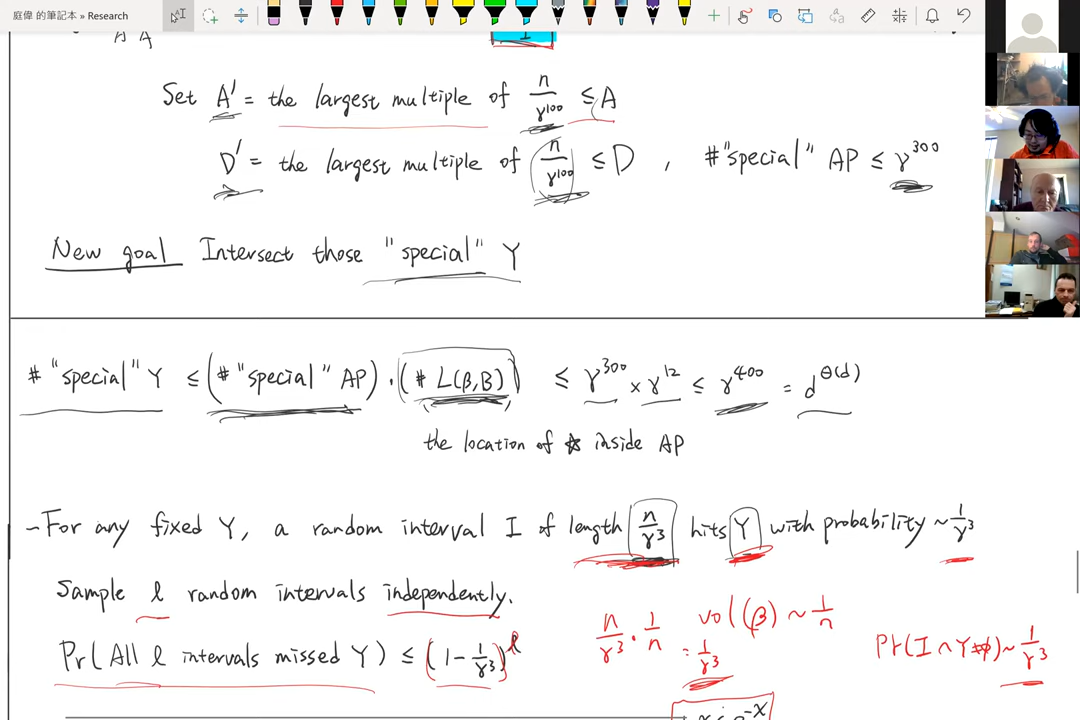 庭偉 的筆記本 » Research
Set A' = the largest multiple of n/γ^100 ≤ A
D' = the largest multiple of n/γ^100 ≤ D , #"special" AP ≤ γ^300
New goal Intersect those "special" Y
# "special" Y ≤ (# "special" AP) · (# L(β,B)) ≤ γ^300 × γ^12 ≤ γ^400 = d^θ(d)
the location of ☆ inside AP
- For any fixed Y, a random interval I of length n/γ^3 hits Y with probability ~ 1/γ^3
Sample l random intervals independently.
n/γ^3 · 1/n = 1/γ^3
vol(β) ~ 1/n
Pr(I ∩ Y ≠ ∅) ~ 1/γ^3
Pr(All l intervals missed Y) ≤ (1 - 1/γ^3)^l